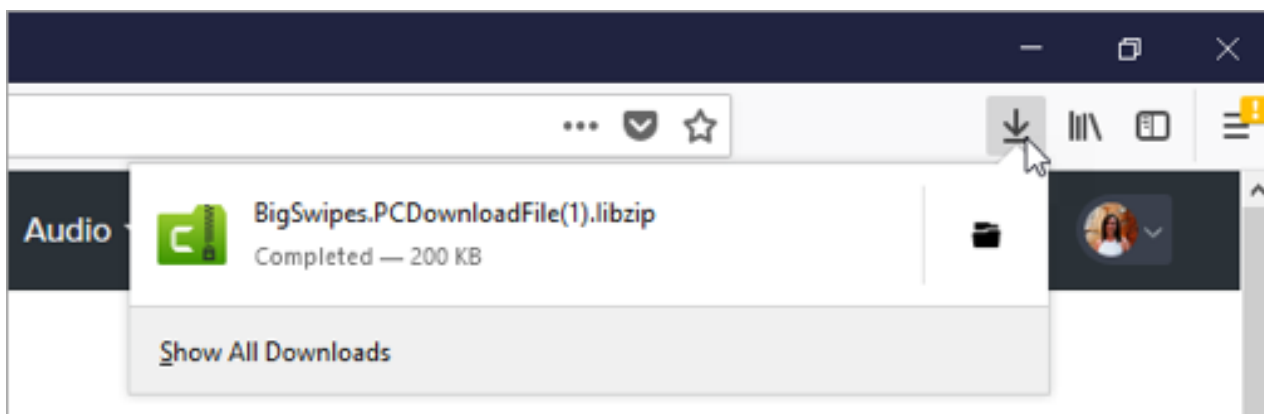 Audio
BigSwipes.PCDownloadFile(1).libzip
Completed — 200 KB
Show All Downloads